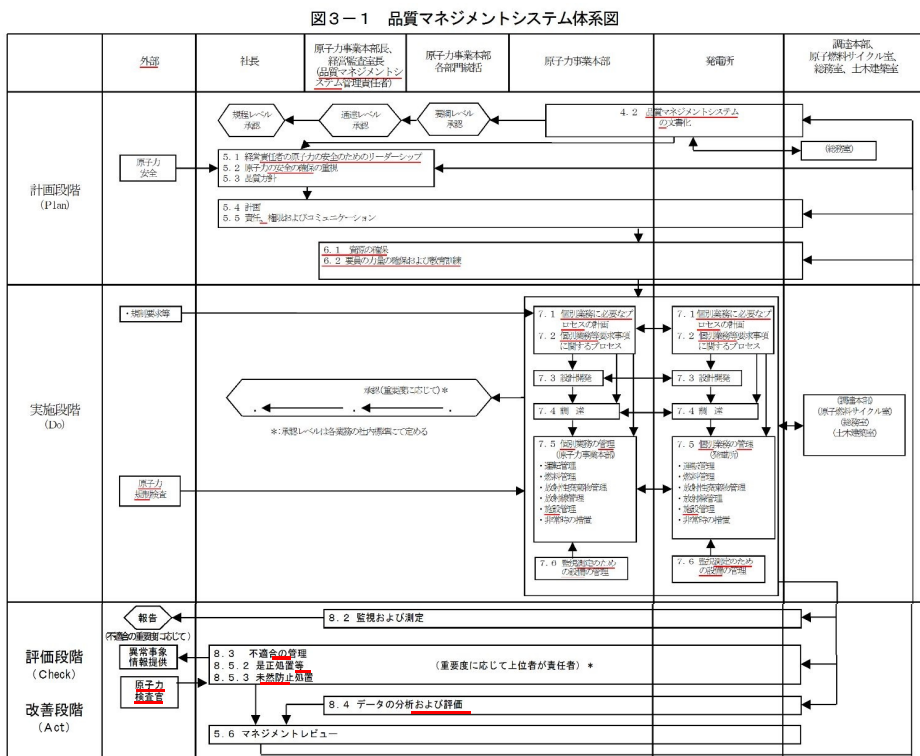 図3－1　品質マネジメントシステム体系図
外部
社長
原子力事業本部長、
経営監査室長
(品質マネジメントシ
ステム管理責任者)
原子力事業本部
各部門統括
原子力事業本部
発電所
調達本部、
原子燃料サイクル室、
総務室、土木建築室
計画段階
(Plan)
規程レベル
承認
通達レベル
承認
要綱レベル
承認
4.2 品質マネジメントシステム
の文書化
(総務室)
原子力
安全
5.1 経営責任者の原子力の安全のためのリーダーシップ
5.2 原子力の安全の確保の重視
5.3 品質方針
5.4 計画
5.5 責任、権限およびコミュニケーション
6.1 資源の確保
6.2 要員の力量の確保および教育訓練
実施段階
(Do)
・規制要求等
7.1 個別業務に必要なプ
ロセスの計画
7.2 個別業務等要求事項
に関するプロセス
7.3 設計開発
7.4 調　達
7.5 個別業務の管理
(原子力事業本部)
・運転管理
・燃料管理
・放射性廃棄物管理
・放射線管理
・施設管理
・非常時の措置
7.6 監視測定のため
の設備の管理
7.1 個別業務に必要なプ
ロセスの計画
7.2 個別業務等要求事項
に関するプロセス
7.3 設計開発
7.4 調　達
7.5 個別業務の管理
(発電所)
・運転管理
・燃料管理
・放射性廃棄物管理
・放射線管理
・施設管理
・非常時の措置
7.6 監視測定のため
の設備の管理
承認(重要度に応じて)＊
＊:承認レベルは各業務の社内標準にて定める
(調達本部)
(原子燃料サイクル室)
(総務室)
(土木建築室)
原子力
規制検査
評価段階
(Check)
改善段階
(Act)
報告
(不適合の重要度に応じて)
異常事象
情報提供
原子力
検査官
8.2 監視および測定
8.3　不適合の管理
8.5.2 是正処置等
8.5.3 未然防止処置
(重要度に応じて上位者が責任者)＊
8.4 データの分析および評価
5.6 マネジメントレビュー